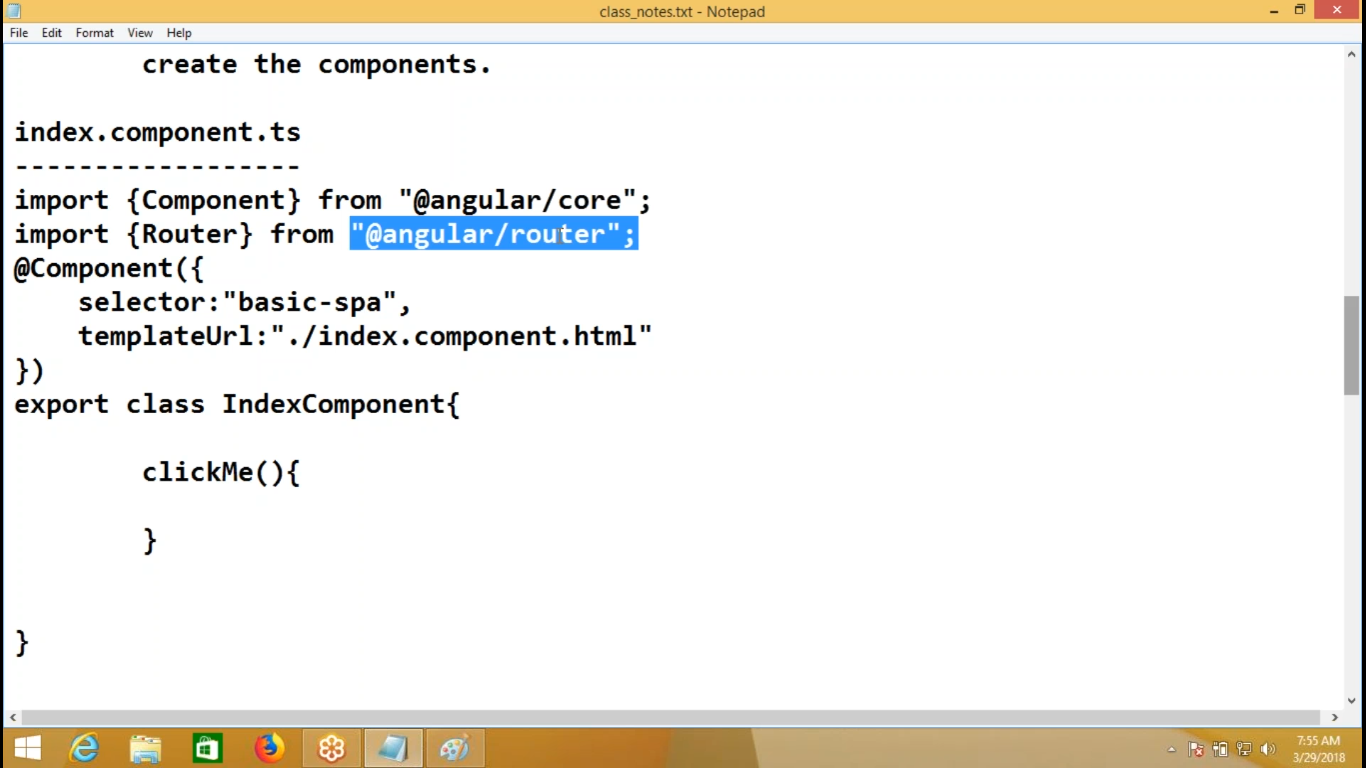 class_notes.txt - Notepad
File Edit Format View Help
create the components.
index.component.ts
------------------
import {Component} from "@angular/core";
import {Router} from "@angular/router";
@Component({
selector:"basic-spa",
templateUrl:"./index.component.html"
})
export class IndexComponent{
clickMe(){
}
}
7:55 AM
3/29/2018